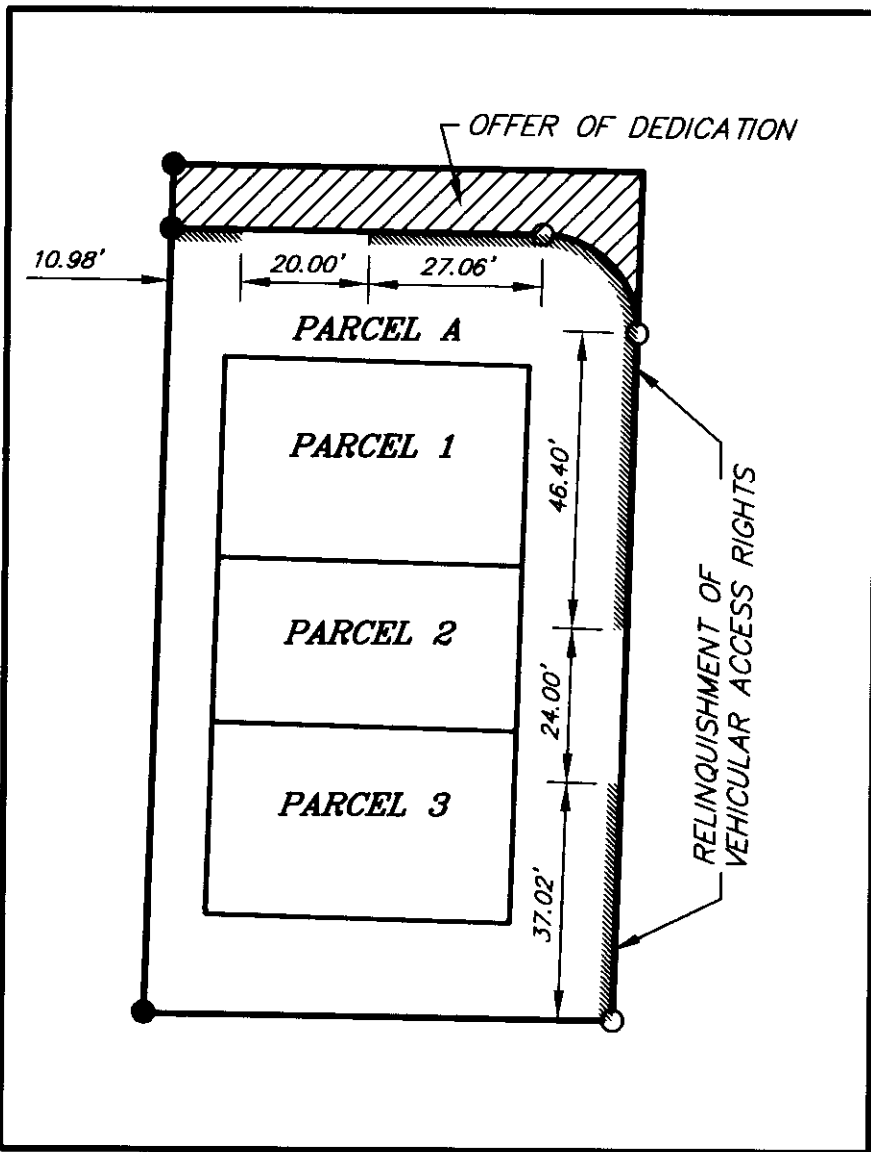 OFFER OF DEDICATION
10.98'
20.00'
27.06'
PARCEL A
PARCEL 1
46.40'
PARCEL 2
24.00'
PARCEL 3
37.02'
RELINQUISHMENT OF
VEHICULAR ACCESS RIGHTS